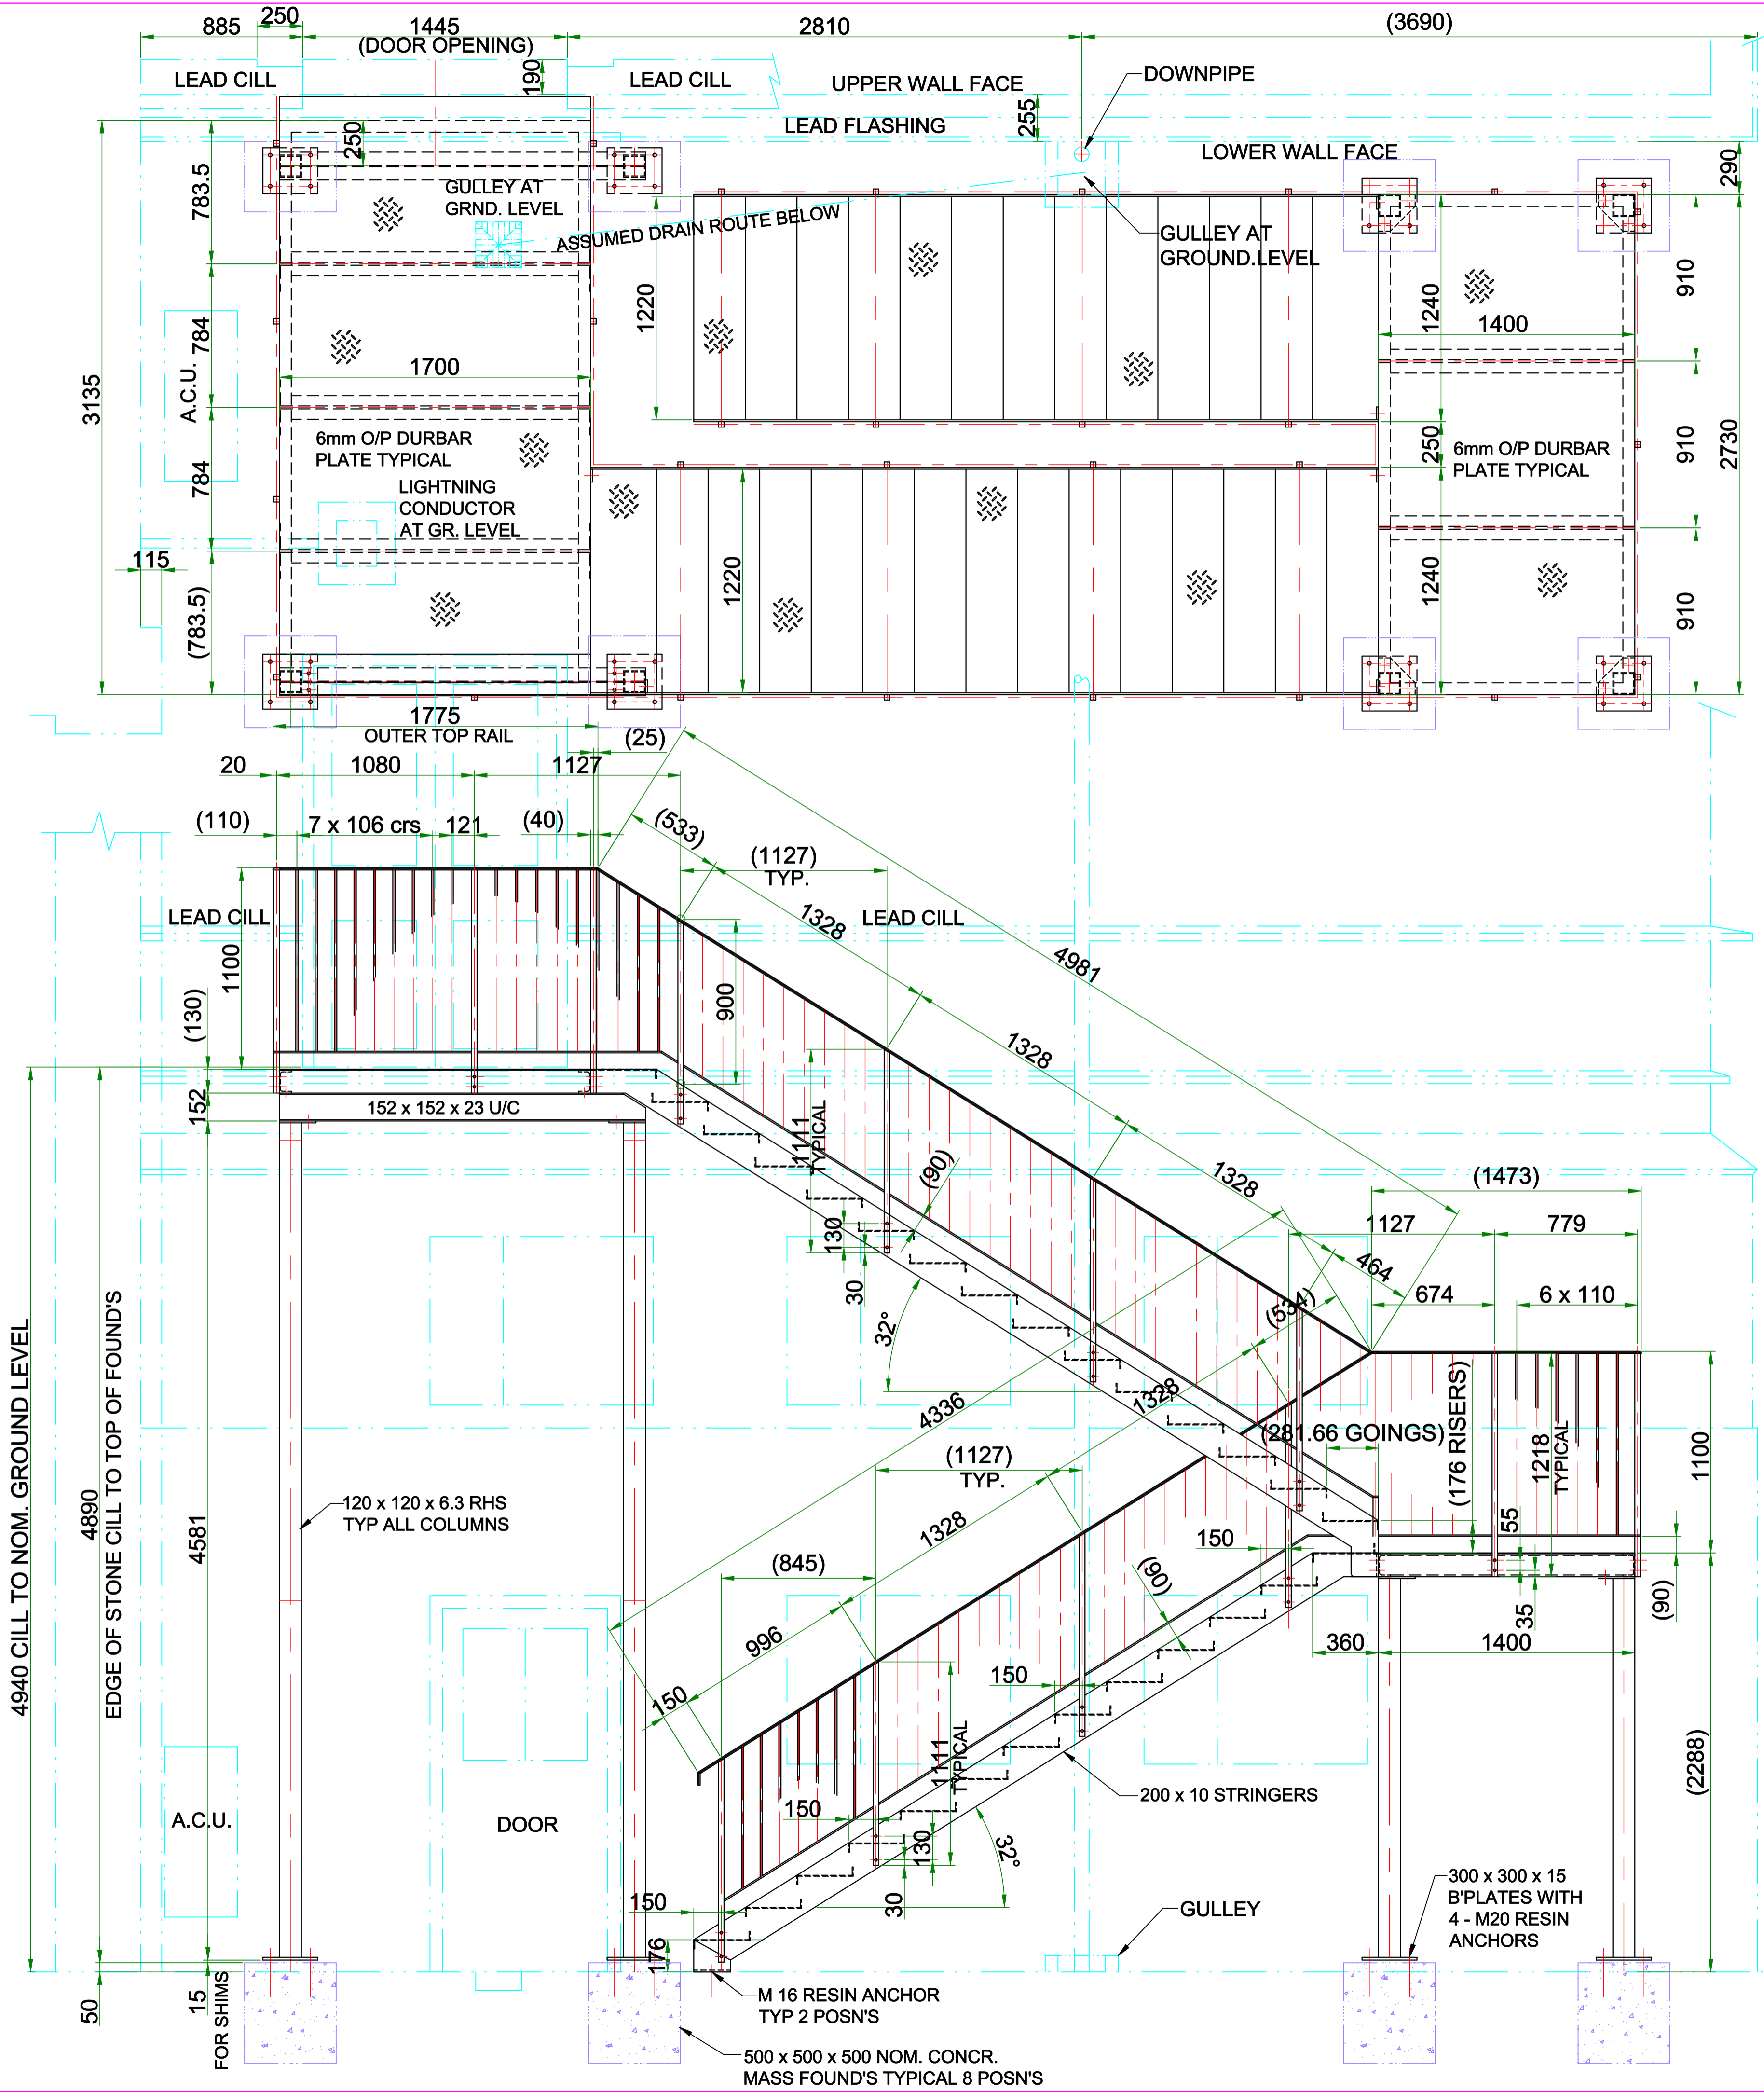 250
885
1445
(DOOR OPENING)
2810
(3690)
LEAD CILL
190
LEAD CILL
UPPER WALL FACE
DOWNPIPE
255
LEAD FLASHING
LOWER WALL FACE
290
250
783.5
GULLEY AT
GRND. LEVEL
ASSUMED DRAIN ROUTE BELOW
GULLEY AT
GROUND.LEVEL
910
1220
1240
1400
784
A.C.U.
1700
3135
6mm O/P DURBAR
PLATE TYPICAL
250
6mm O/P DURBAR
PLATE TYPICAL
910
2730
784
LIGHTNING
CONDUCTOR
AT GR. LEVEL
115
(783.5)
1220
1240
910
1775
OUTER TOP RAIL
(25)
20
1080
1127
(110)
7 x 106 crs
121
(40)
(533)
(1127)
TYP.
LEAD CILL
1328
LEAD CILL
1100
900
4981
(130)
1328
152
152 x 152 x 23 U/C
1111
TYPICAL
(90)
1328
(1473)
130
1127
779
30
464
32°
(534)
674
6 x 110
4940 CILL TO NOM. GROUND LEVEL
4890
EDGE OF STONE CILL TO TOP OF FOUND'S
4336
1328
(281.66 GOINGS)
(176 RISERS)
1218
TYPICAL
1100
(1127)
TYP.
120 x 120 x 6.3 RHS
TYP ALL COLUMNS
4581
1328
150
55
(845)
(90)
35
(90)
996
360
1400
150
150
1111
TYPICAL
(2288)
200 x 10 STRINGERS
A.C.U.
DOOR
150
130
32°
30
300 x 300 x 15
B'PLATES WITH
4 - M20 RESIN
ANCHORS
150
GULLEY
176
50
15
FOR SHIMS
M 16 RESIN ANCHOR
TYP 2 POSN'S
500 x 500 x 500 NOM. CONCR.
MASS FOUND'S TYPICAL 8 POSN'S